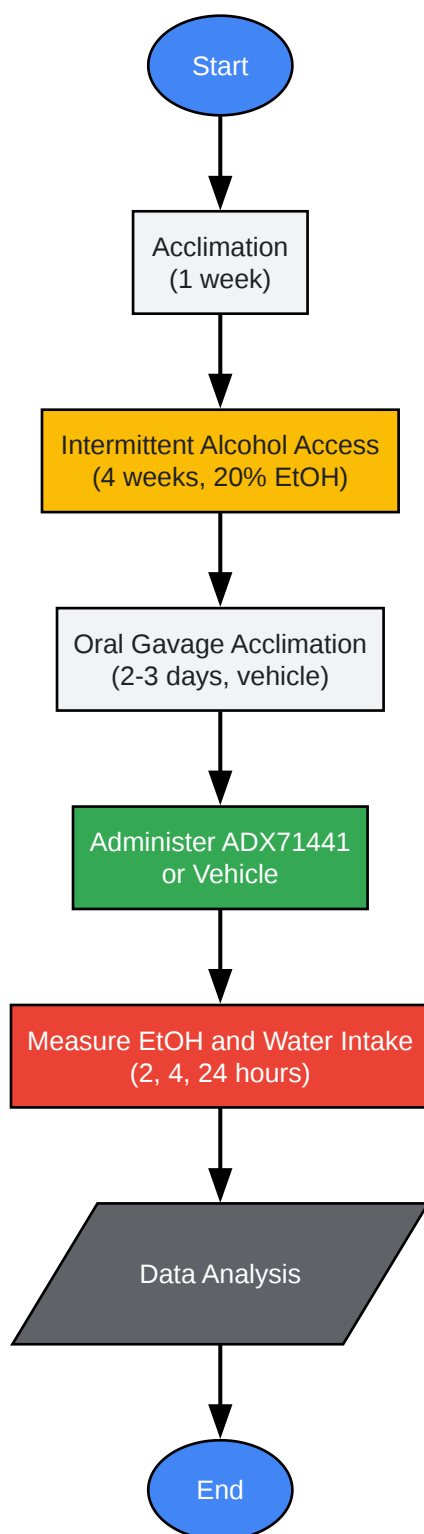 Start
Acclimation
(1 week)
Intermittent Alcohol Access
(4 weeks, 20% EtOH)
Oral Gavage Acclimation
(2-3 days, vehicle)
Administer ADX71441
or Vehicle
Measure EtOH and Water Intake
(2, 4, 24 hours)
Data Analysis
End